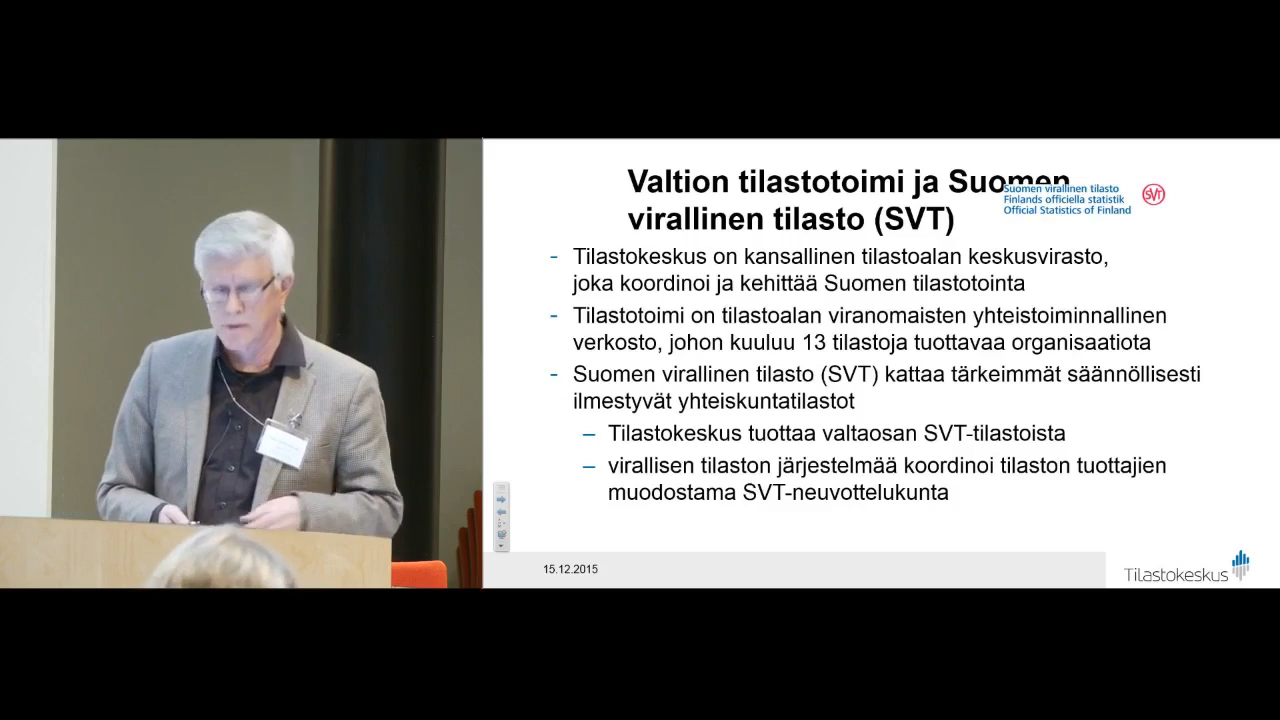 Valtion tilastotoimi ja Suomen
virallinen tilasto (SVT)
Suomen virallinen tilasto
Finlands officiella statistik
Official Statistics of Finland
SVT
- Tilastokeskus on kansallinen tilastoalan keskusvirasto,
joka koordinoi ja kehittää Suomen tilastotointa
- Tilastotoimi on tilastoalan viranomaisten yhteistoiminnallinen
verkosto, johon kuuluu 13 tilastoja tuottavaa organisaatiota
- Suomen virallinen tilasto (SVT) kattaa tärkeimmät säännöllisesti
ilmestyvät yhteiskuntatilastot
– Tilastokeskus tuottaa valtaosan SVT-tilastoista
– virallisen tilaston järjestelmää koordinoi tilaston tuottajien
muodostama SVT-neuvottelukunta
15.12.2015
Tilastokeskus